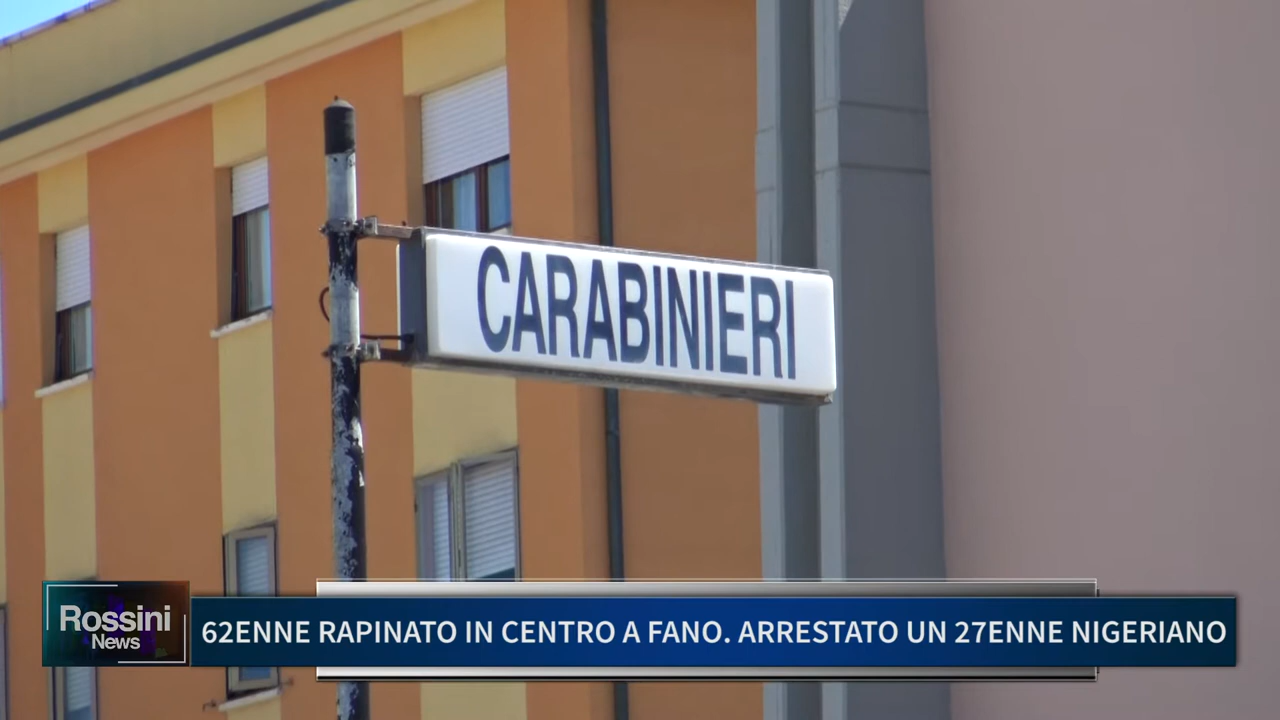 CARABINIERI
Rossini
News
62ENNE RAPINATO IN CENTRO A FANO. ARRESTATO UN 27ENNE NIGERIANO